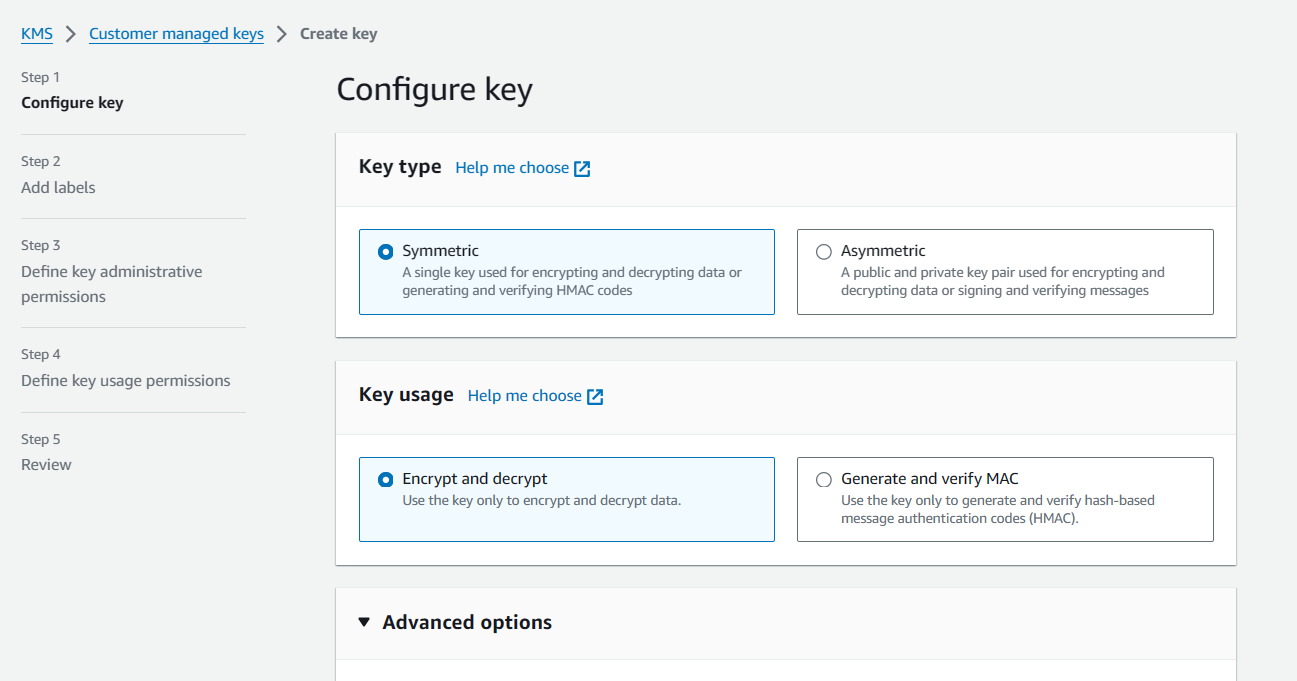 KMS > Customer managed keys > Create key
Step 1
Configure key
Step 2
Add labels
Step 3
Define key administrative
permissions
Step 4
Define key usage permissions
Step 5
Review
Configure key
Key type Help me choose
Symmetric
A single key used for encrypting and decrypting data or
generating and verifying HMAC codes
Asymmetric
A public and private key pair used for encrypting and
decrypting data or signing and verifying messages
Key usage Help me choose
Encrypt and decrypt
Use the key only to encrypt and decrypt data.
Generate and verify MAC
Use the key only to generate and verify hash-based
message authentication codes (HMAC).
Advanced options